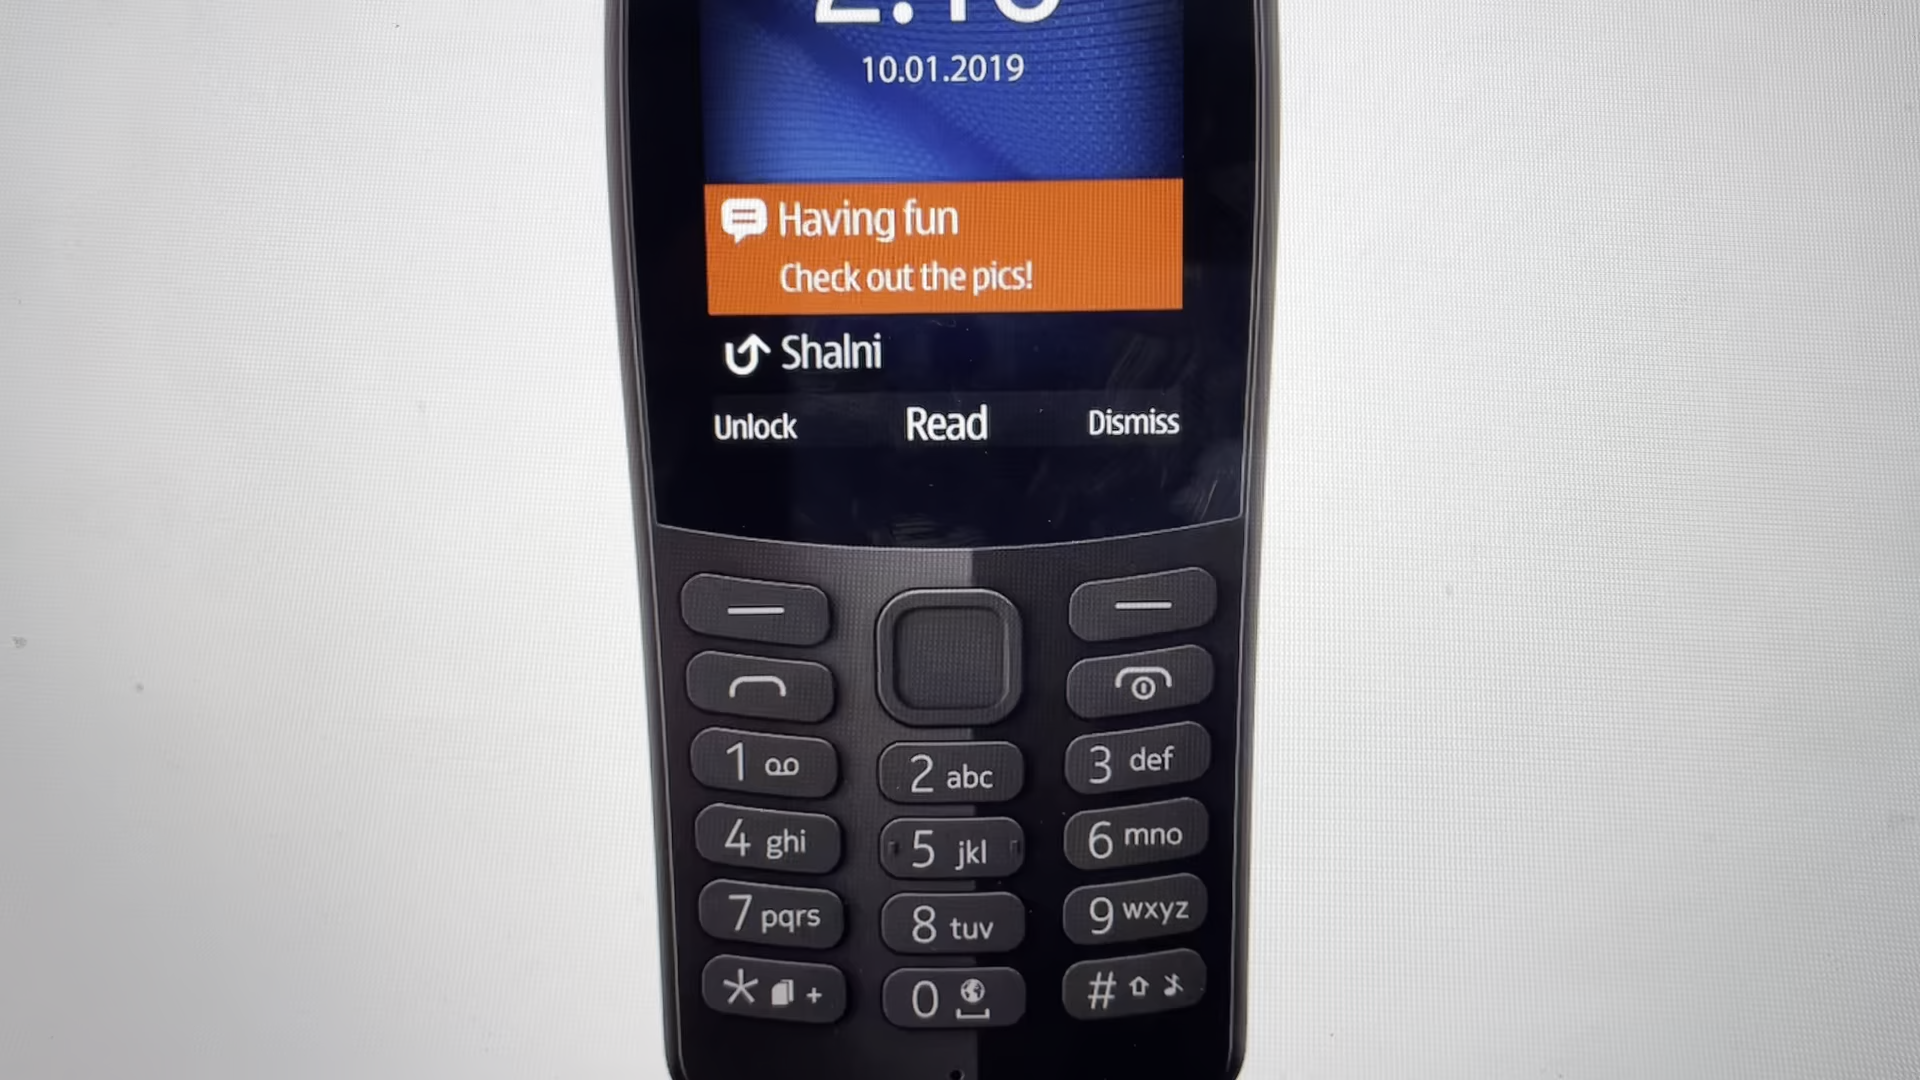 10.01.2019
Having fun
Check out the pics!
Shalni
Unlock Read Dismiss
1 2 abc 3 def
4 ghi 5 jkl 6 mno
7 pqrs 8 tuv 9 wxyz
* + 0 #